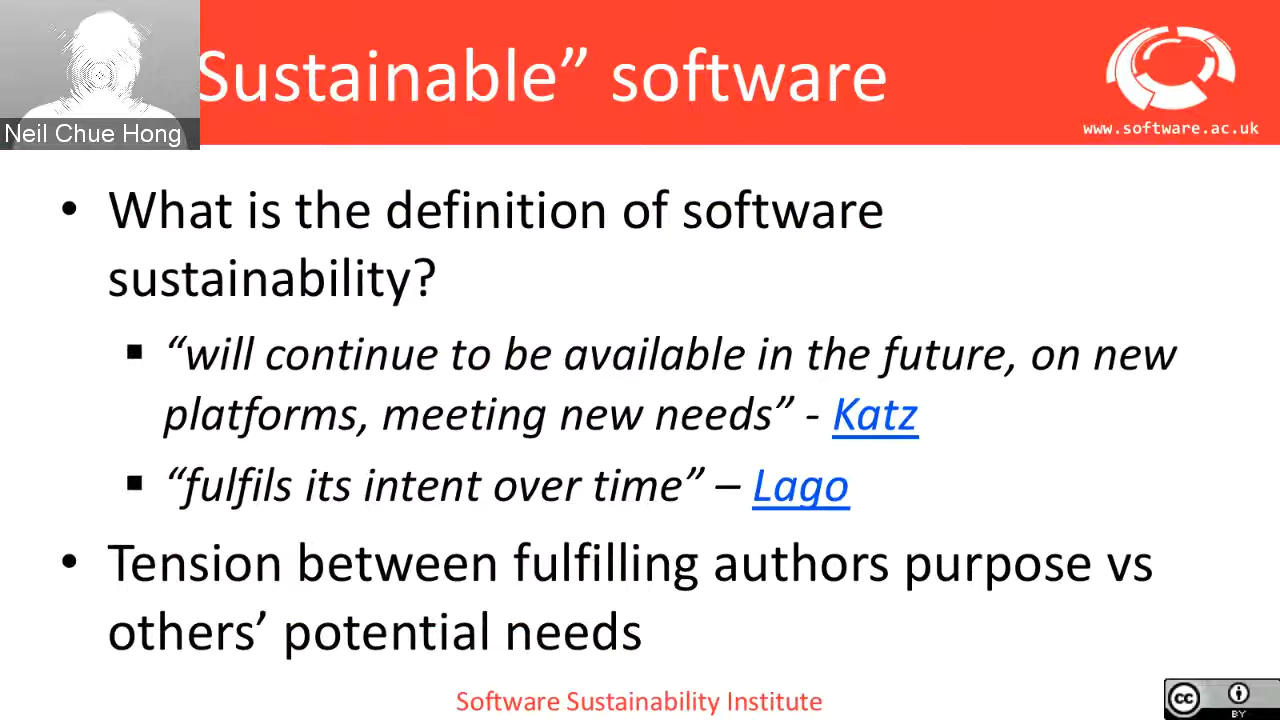 Sustainable” software
www.software.ac.uk
Neil Chue Hong
• What is the definition of software
sustainability?
▪ “will continue to be available in the future, on new
platforms, meeting new needs” - Katz
▪ “fulfils its intent over time” – Lago
• Tension between fulfilling authors purpose vs
others’ potential needs
Software Sustainability Institute
cc
BY